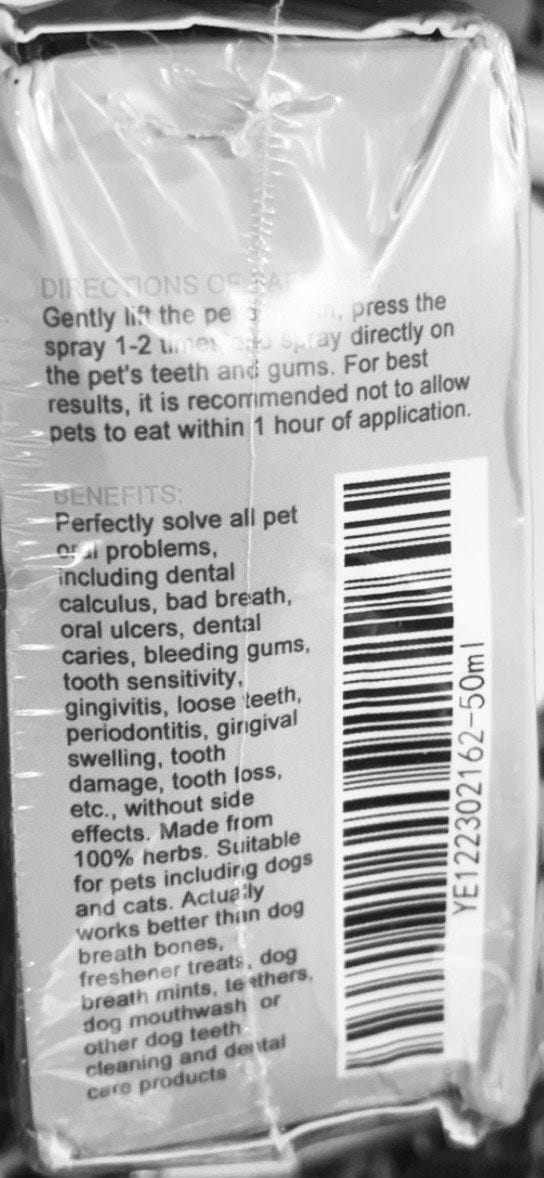 DIRECTIONS OF
Gently lift the press the
spray 1-2 times and spray directly on
the pet's teeth and gums. For best
results, it is recommended not to allow
pets to eat within 1 hour of application.
BENEFITS:
Perfectly solve all pet
oral problems,
including dental
calculus, bad breath,
oral ulcers, dental
caries, bleeding gums,
tooth sensitivity,
gingivitis, loose teeth,
periodontitis, gingival
swelling, tooth
damage, tooth loss,
etc., without side
effects. Made from
100% herbs. Suitable
for pets including dogs
and cats. Actually
works better than dog
breath bones,
freshener treats, dog
breath mints, teethers,
dog mouthwash or
other dog teeth
cleaning and dental
care products
YE122302162-50ml